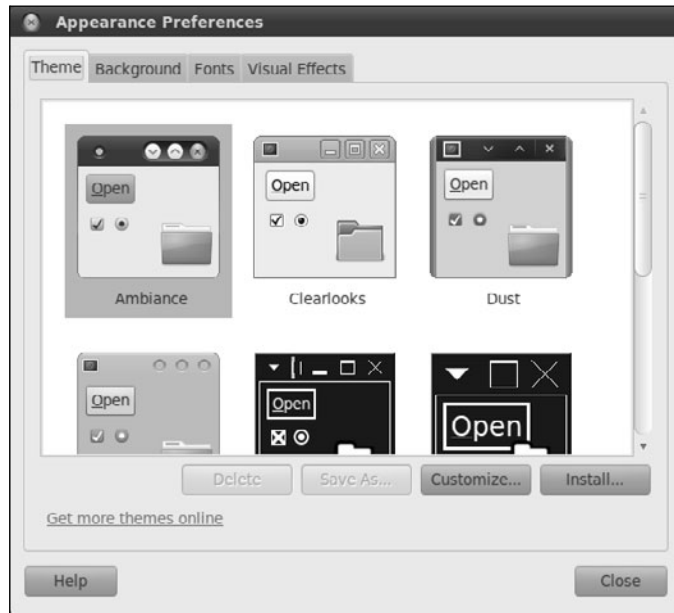 Appearance Preferences
Theme Background Fonts Visual Effects
Open Open Open
Ambiance Clearlooks Dust
Open Open Open
Delete Save As... Customize... Install...
Get more themes online
Help Close